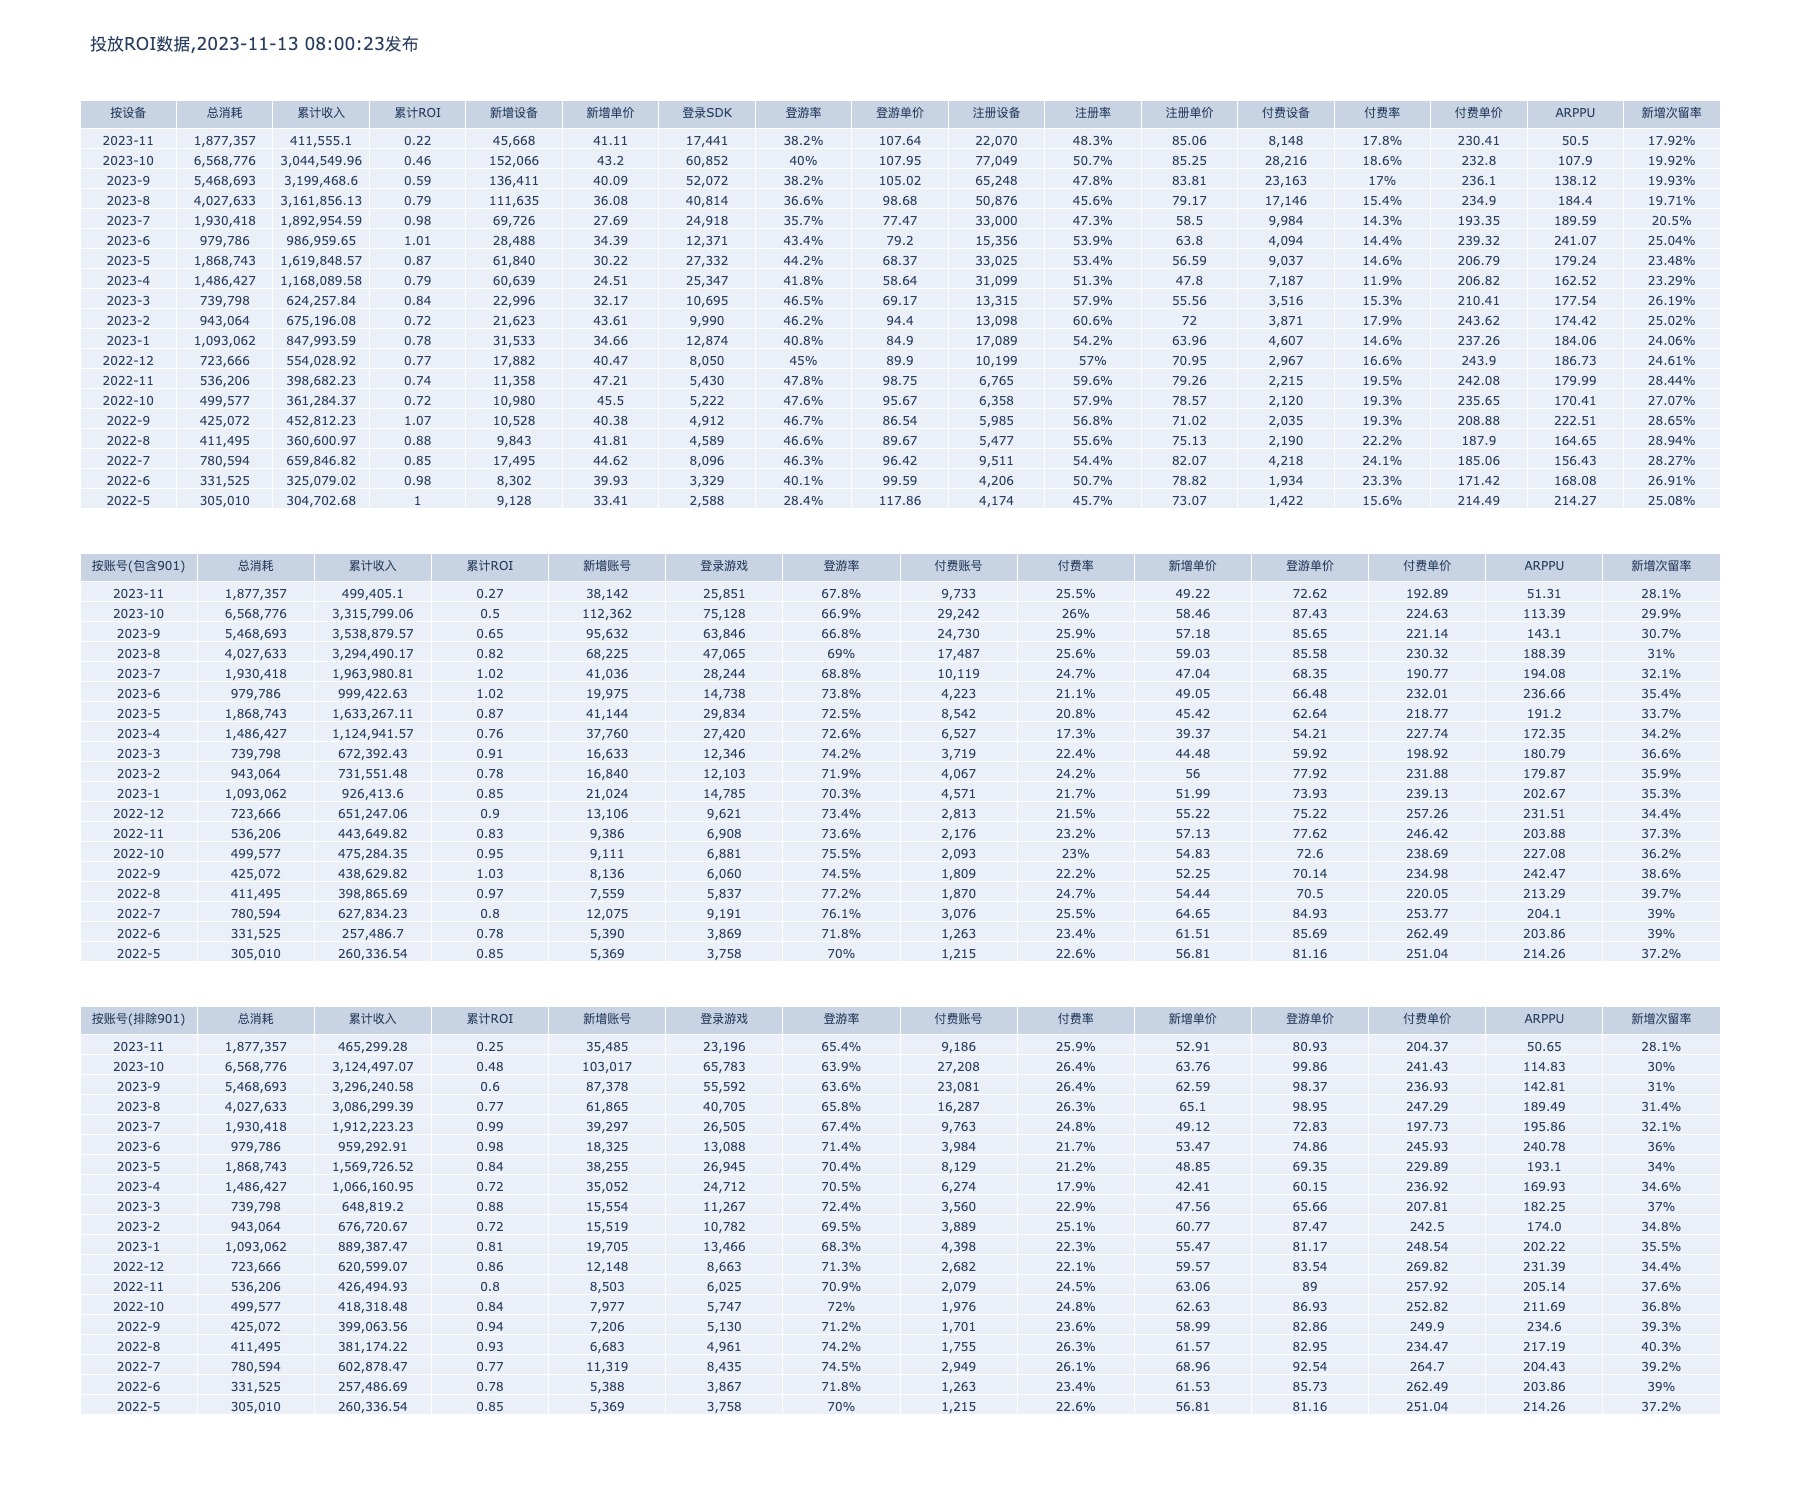 投放ROI数据,2023-11-13 08:00:23发布
按设备 总消耗 累计收入 累计ROI 新增设备 新增单价 登录SDK 登游率 登游单价 注册设备 注册率 注册单价 付费设备 付费率 付费单价 ARPPU 新增次留率
2023-11 1,877,357 411,555.1 0.22 45,668 41.11 17,441 38.2% 107.64 22,070 48.3% 85.06 8,148 17.8% 230.41 50.5 17.92%
2023-10 6,568,776 3,044,549.96 0.46 152,066 43.2 60,852 40% 107.95 77,049 50.7% 85.25 28,216 18.6% 232.8 107.9 19.92%
2023-9 5,468,693 3,199,468.6 0.59 136,411 40.09 52,072 38.2% 105.02 65,248 47.8% 83.81 23,163 17% 236.1 138.12 19.93%
2023-8 4,027,633 3,161,856.13 0.79 111,635 36.08 40,814 36.6% 98.68 50,876 45.6% 79.17 17,146 15.4% 234.9 184.4 19.71%
2023-7 1,930,418 1,892,954.59 0.98 69,726 27.69 24,918 35.7% 77.47 33,000 47.3% 58.5 9,984 14.3% 193.35 189.59 20.5%
2023-6 979,786 986,959.65 1.01 28,488 34.39 12,371 43.4% 79.2 15,356 53.9% 63.8 4,094 14.4% 239.32 241.07 25.04%
2023-5 1,868,743 1,619,848.57 0.87 61,840 30.22 27,332 44.2% 68.37 33,025 53.4% 56.59 9,037 14.6% 206.79 179.24 23.48%
2023-4 1,486,427 1,168,089.58 0.79 60,639 24.51 25,347 41.8% 58.64 31,099 51.3% 47.8 7,187 11.9% 206.82 162.52 23.29%
2023-3 739,798 624,257.84 0.84 22,996 32.17 10,695 46.5% 69.17 13,315 57.9% 55.56 3,516 15.3% 210.41 177.54 26.19%
2023-2 943,064 675,196.08 0.72 21,623 43.61 9,990 46.2% 94.4 13,098 60.6% 72 3,871 17.9% 243.62 174.42 25.02%
2023-1 1,093,062 847,993.59 0.78 31,533 34.66 12,874 40.8% 84.9 17,089 54.2% 63.96 4,607 14.6% 237.26 184.06 24.06%
2022-12 723,666 554,028.92 0.77 17,882 40.47 8,050 45% 89.9 10,199 57% 70.95 2,967 16.6% 243.9 186.73 24.61%
2022-11 536,206 398,682.23 0.74 11,358 47.21 5,430 47.8% 98.75 6,765 59.6% 79.26 2,215 19.5% 242.08 179.99 28.44%
2022-10 499,577 361,284.37 0.72 10,980 45.5 5,222 47.6% 95.67 6,358 57.9% 78.57 2,120 19.3% 235.65 170.41 27.07%
2022-9 425,072 452,812.23 1.07 10,528 40.38 4,912 46.7% 86.54 5,985 56.8% 71.02 2,035 19.3% 208.88 222.51 28.65%
2022-8 411,495 360,600.97 0.88 9,843 41.81 4,589 46.6% 89.67 5,477 55.6% 75.13 2,190 22.2% 187.9 164.65 28.94%
2022-7 780,594 659,846.82 0.85 17,495 44.62 8,096 46.3% 96.42 9,511 54.4% 82.07 4,218 24.1% 185.06 156.43 28.27%
2022-6 331,525 325,079.02 0.98 8,302 39.93 3,329 40.1% 99.59 4,206 50.7% 78.82 1,934 23.3% 171.42 168.08 26.91%
2022-5 305,010 304,702.68 1 9,128 33.41 2,588 28.4% 117.86 4,174 45.7% 73.07 1,422 15.6% 214.49 214.27 25.08%
按账号(包含901) 总消耗 累计收入 累计ROI 新增账号 登录游戏 登游率 付费账号 付费率 新增单价 登游单价 付费单价 ARPPU 新增次留率
2023-11 1,877,357 499,405.1 0.27 38,142 25,851 67.8% 9,733 25.5% 49.22 72.62 192.89 51.31 28.1%
2023-10 6,568,776 3,315,799.06 0.5 112,362 75,128 66.9% 29,242 26% 58.46 87.43 224.63 113.39 29.9%
2023-9 5,468,693 3,538,879.57 0.65 95,632 63,846 66.8% 24,730 25.9% 57.18 85.65 221.14 143.1 30.7%
2023-8 4,027,633 3,294,490.17 0.82 68,225 47,065 69% 17,487 25.6% 59.03 85.58 230.32 188.39 31%
2023-7 1,930,418 1,963,980.81 1.02 41,036 28,244 68.8% 10,119 24.7% 47.04 68.35 190.77 194.08 32.1%
2023-6 979,786 999,422.63 1.02 19,975 14,738 73.8% 4,223 21.1% 49.05 66.48 232.01 236.66 35.4%
2023-5 1,868,743 1,633,267.11 0.87 41,144 29,834 72.5% 8,542 20.8% 45.42 62.64 218.77 191.2 33.7%
2023-4 1,486,427 1,124,941.57 0.76 37,760 27,420 72.6% 6,527 17.3% 39.37 54.21 227.74 172.35 34.2%
2023-3 739,798 672,392.43 0.91 16,633 12,346 74.2% 3,719 22.4% 44.48 59.92 198.92 180.79 36.6%
2023-2 943,064 731,551.48 0.78 16,840 12,103 71.9% 4,067 24.2% 56 77.92 231.88 179.87 35.9%
2023-1 1,093,062 926,413.6 0.85 21,024 14,785 70.3% 4,571 21.7% 51.99 73.93 239.13 202.67 35.3%
2022-12 723,666 651,247.06 0.9 13,106 9,621 73.4% 2,813 21.5% 55.22 75.22 257.26 231.51 34.4%
2022-11 536,206 443,649.82 0.83 9,386 6,908 73.6% 2,176 23.2% 57.13 77.62 246.42 203.88 37.3%
2022-10 499,577 475,284.35 0.95 9,111 6,881 75.5% 2,093 23% 54.83 72.6 238.69 227.08 36.2%
2022-9 425,072 438,629.82 1.03 8,136 6,060 74.5% 1,809 22.2% 52.25 70.14 234.98 242.47 38.6%
2022-8 411,495 398,865.69 0.97 7,559 5,837 77.2% 1,870 24.7% 54.44 70.5 220.05 213.29 39.7%
2022-7 780,594 627,834.23 0.8 12,075 9,191 76.1% 3,076 25.5% 64.65 84.93 253.77 204.1 39%
2022-6 331,525 257,486.7 0.78 5,390 3,869 71.8% 1,263 23.4% 61.51 85.69 262.49 203.86 39%
2022-5 305,010 260,336.54 0.85 5,369 3,758 70% 1,215 22.6% 56.81 81.16 251.04 214.26 37.2%
按账号(排除901) 总消耗 累计收入 累计ROI 新增账号 登录游戏 登游率 付费账号 付费率 新增单价 登游单价 付费单价 ARPPU 新增次留率
2023-11 1,877,357 465,299.28 0.25 35,485 23,196 65.4% 9,186 25.9% 52.91 80.93 204.37 50.65 28.1%
2023-10 6,568,776 3,124,497.07 0.48 103,017 65,783 63.9% 27,208 26.4% 63.76 99.86 241.43 114.83 30%
2023-9 5,468,693 3,296,240.58 0.6 87,378 55,592 63.6% 23,081 26.4% 62.59 98.37 236.93 142.81 31%
2023-8 4,027,633 3,086,299.39 0.77 61,865 40,705 65.8% 16,287 26.3% 65.1 98.95 247.29 189.49 31.4%
2023-7 1,930,418 1,912,223.23 0.99 39,297 26,505 67.4% 9,763 24.8% 49.12 72.83 197.73 195.86 32.1%
2023-6 979,786 959,292.91 0.98 18,325 13,088 71.4% 3,984 21.7% 53.47 74.86 245.93 240.78 36%
2023-5 1,868,743 1,569,726.52 0.84 38,255 26,945 70.4% 8,129 21.2% 48.85 69.35 229.89 193.1 34%
2023-4 1,486,427 1,066,160.95 0.72 35,052 24,712 70.5% 6,274 17.9% 42.41 60.15 236.92 169.93 34.6%
2023-3 739,798 648,819.2 0.88 15,554 11,267 72.4% 3,560 22.9% 47.56 65.66 207.81 182.25 37%
2023-2 943,064 676,720.67 0.72 15,519 10,782 69.5% 3,889 25.1% 60.77 87.47 242.5 174.0 34.8%
2023-1 1,093,062 889,387.47 0.81 19,705 13,466 68.3% 4,398 22.3% 55.47 81.17 248.54 202.22 35.5%
2022-12 723,666 620,599.07 0.86 12,148 8,663 71.3% 2,682 22.1% 59.57 83.54 269.82 231.39 34.4%
2022-11 536,206 426,494.93 0.8 8,503 6,025 70.9% 2,079 24.5% 63.06 89 257.92 205.14 37.6%
2022-10 499,577 418,318.48 0.84 7,977 5,747 72% 1,976 24.8% 62.63 86.93 252.82 211.69 36.8%
2022-9 425,072 399,063.56 0.94 7,206 5,130 71.2% 1,701 23.6% 58.99 82.86 249.9 234.6 39.3%
2022-8 411,495 381,174.22 0.93 6,683 4,961 74.2% 1,755 26.3% 61.57 82.95 234.47 217.19 40.3%
2022-7 780,594 602,878.47 0.77 11,319 8,435 74.5% 2,949 26.1% 68.96 92.54 264.7 204.43 39.2%
2022-6 331,525 257,486.69 0.78 5,388 3,867 71.8% 1,263 23.4% 61.53 85.73 262.49 203.86 39%
2022-5 305,010 260,336.54 0.85 5,369 3,758 70% 1,215 22.6% 56.81 81.16 251.04 214.26 37.2%